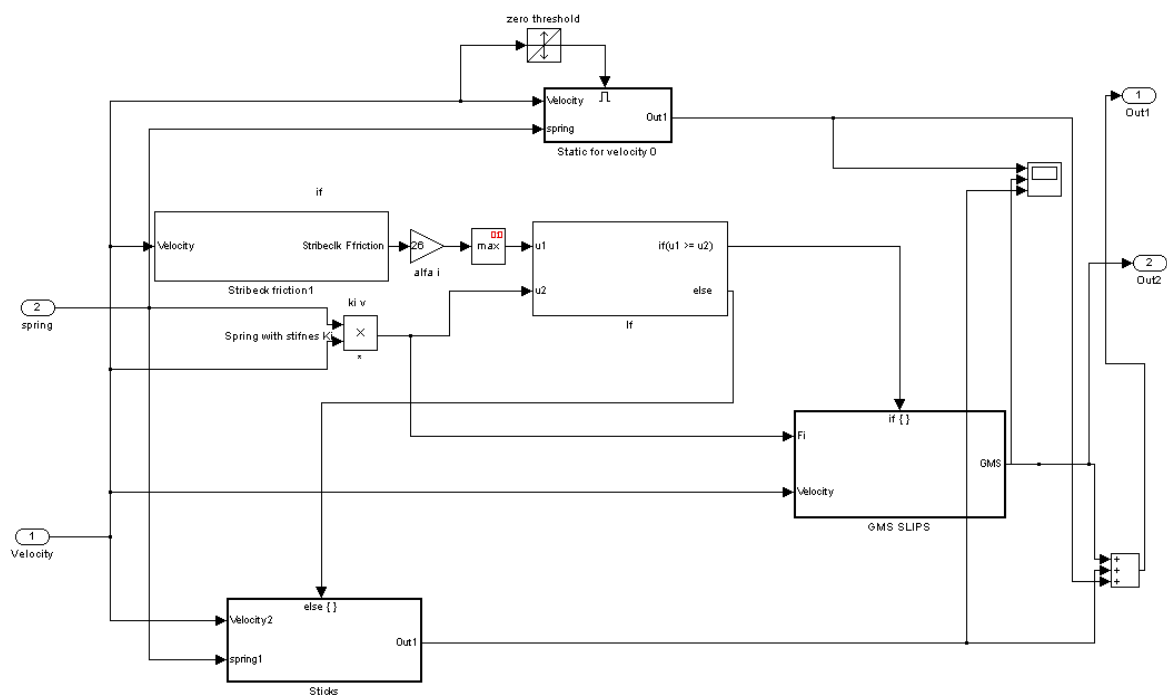 zero threshold
Velocity
spring
Out1
Static for velocity 0
1
Out1
if
Velocity
Stribeclk Ffriction
26
alfa i
max
u1
u2
if(u1 >= u2)
else
If
Stribeck friction1
2
Out2
2
spring
ki v
Spring with stifnes Ki
×
*
if { }
Fi
Velocity
GMS
GMS SLIPS
1
Velocity
+
+
+
else { }
Velocity2
spring1
Out1
Sticks